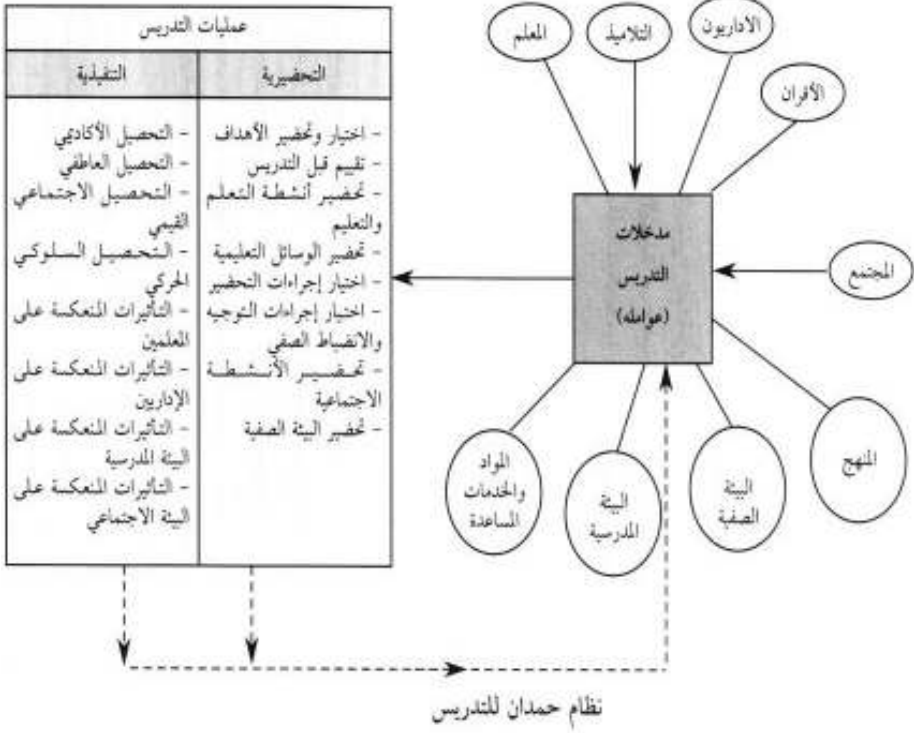 عمليات التدريس
التحضيرية
التنفيذية
- اختيار وتحضير الأهداف
- تقييم قبل التدريس
- تحضير أنشطة التعلم
والتعليم
- تحضير الوسائل التعليمية
- اختيار إجراءات التحضير
- اختيار إجراءات التوجيه
والانضباط الصفي
- تحضير الأنشطة
الاجتماعية
- تحضير البيئة الصفية
- التحصيل الأكاديمي
- التحصيل العاطفي
- التحصيل الاجتماعي
القيمي
- التحصيل السلوكي
الحركي
- التأثيرات المنعكسة على
المعلمين
- التأثيرات المنعكسة على
الإداريين
- التأثيرات المنعكسة على
البيئة المدرسية
- التأثيرات المنعكسة على
البيئة الاجتماعي
الاداريون
التلاميذ
المعلم
الأقران
مدخلات
التدريس
(عوامله)
المجتمع
المنهج
البيئة
الصفية
البيئة
المدرسية
المواد
والخدمات
المساعدة
نظام حمدان للتدريس